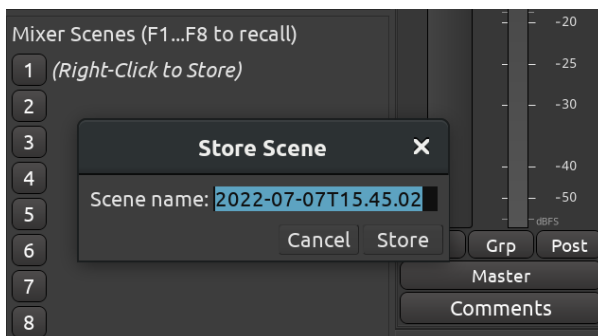 Mixer Scenes (F1...F8 to recall)
1 (Right-Click to Store)
2
3
4
5
6
7
8
Store Scene
Scene name: 2022-07-07T15.45.02
Cancel Store
-20
-25
-30
-40
-50
dBFS
Grp Post
Master
Comments